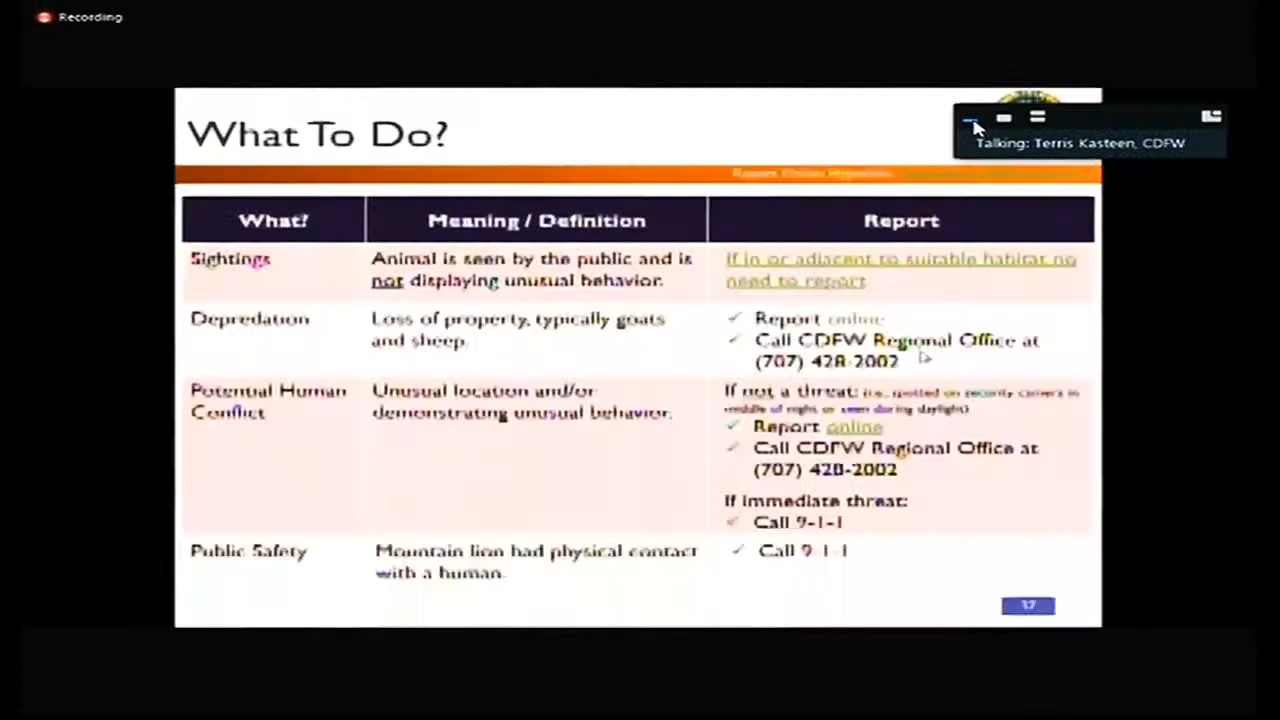 Recording
What To Do?
Talking: Terris Kasteen, CDFW
Report Online
What?
Meaning / Definition
Report
Sightings
Animal is seen by the public and is
not displaying unusual behavior.
If in or adjacent to suitable habitat no
need to report
Depredation
Loss of property, typically goats
and sheep.
✓ Report online
✓ Call CDFW Regional Office at
(707) 428-2002
Potential Human
Conflict
Unusual location and/or
demonstrating unusual behavior.
If not a threat: (i.e., spotted on security camera in
middle of night or seen during daylight)
✓ Report online
✓ Call CDFW Regional Office at
(707) 428-2002
If immediate threat:
✓ Call 9-1-1
Public Safety
Mountain lion had physical contact
with a human.
✓ Call 9-1-1
37